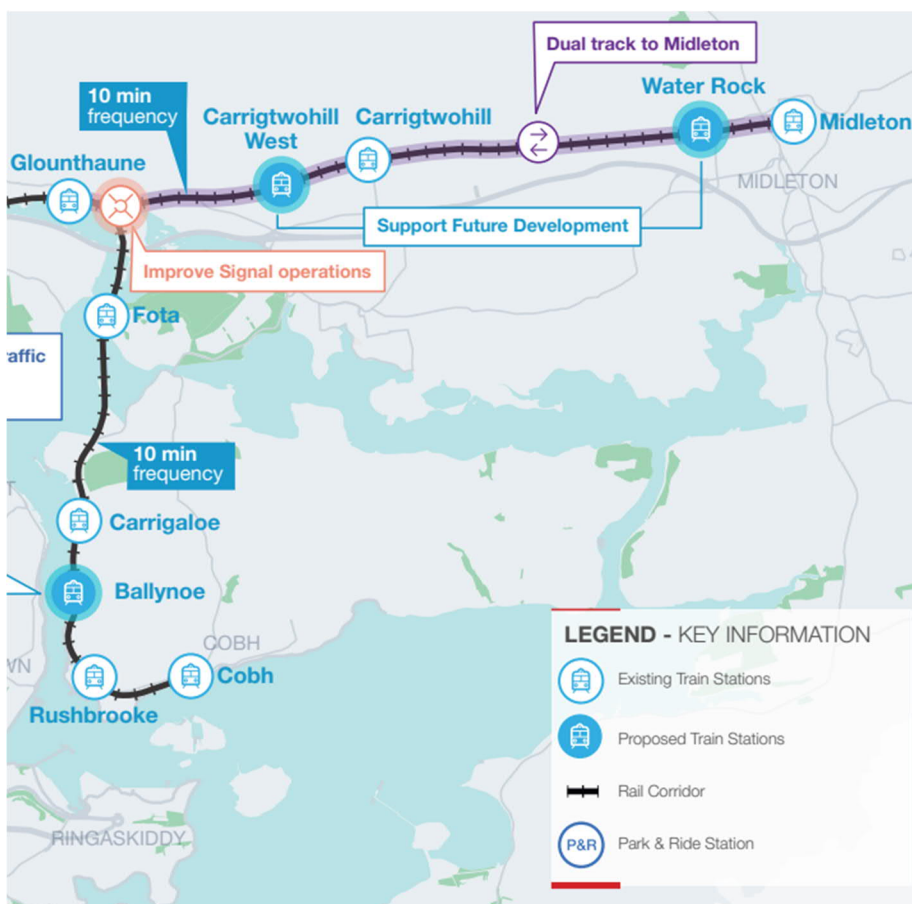 Dual track to Midleton
10 min
frequency
Carrigtwohill
West
Carrigtwohill
Water Rock
Midleton
Glounthaune
MIDLETON
Support Future Development
Improve Signal operations
Fota
raffic
10 min
frequency
Carrigaloe
Ballynoe
COBH
Cobh
WN
Rushbrooke
RINGASKIDDY
LEGEND - KEY INFORMATION
Existing Train Stations
Proposed Train Stations
Rail Corridor
P&R Park & Ride Station